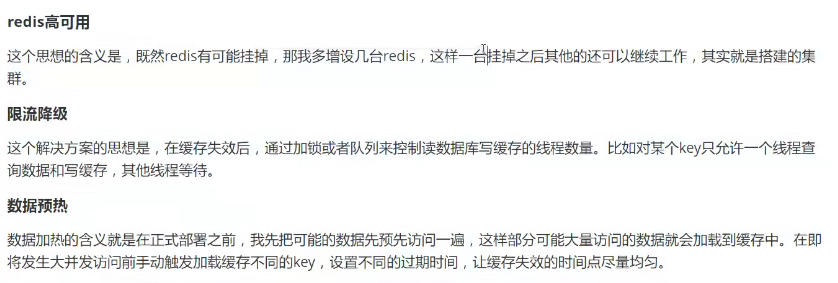 redis高可用
这个思想的含义是，既然redis有可能挂掉，那我多增设几台redis，这样一台挂掉之后其他的还可以继续工作，其实就是搭建的集
群。
限流降级
这个解决方案的思想是，在缓存失效后，通过加锁或者队列来控制读数据库写缓存的线程数量。比如对某个key只允许一个线程查
询数据和写缓存，其他线程等待。
数据预热
数据加热的含义就是在正式部署之前，我先把可能的数据先预先访问一遍，这样部分可能大量访问的数据就会加载到缓存中。在即
将发生大并发访问前手动触发加载缓存不同的key，设置不同的过期时间，让缓存失效的时间点尽量均匀。